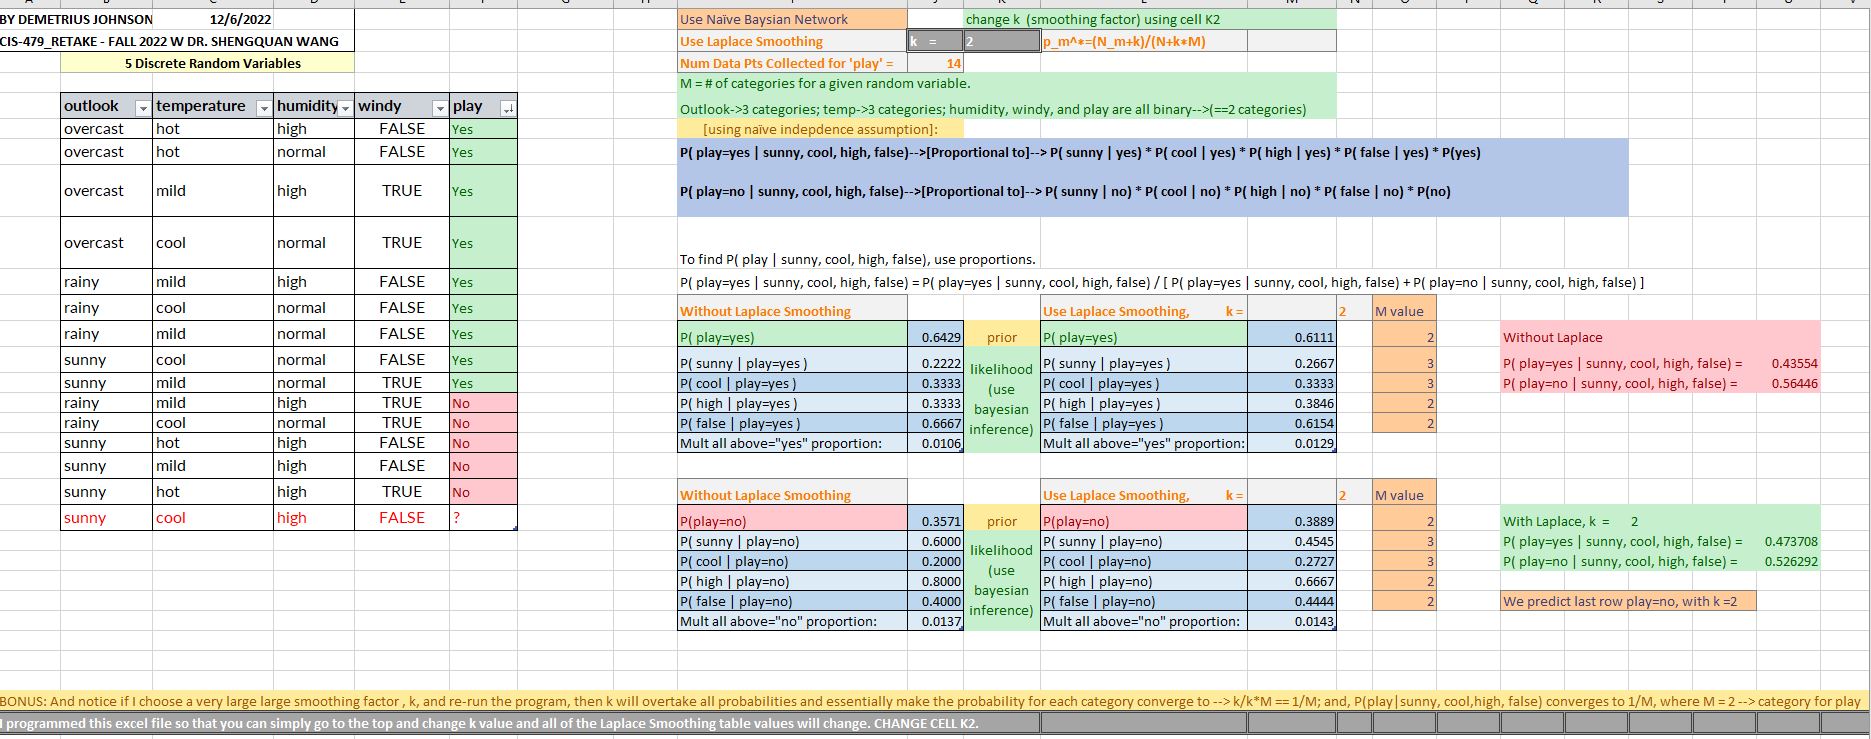 BY DEMETRIUS JOHNSON 12/6/2022
CIS-479_RETAKE - FALL 2022 W DR. SHENGQUAN WANG
5 Discrete Random Variables
outlook temperature humidity windy play
overcast hot high FALSE Yes
overcast hot normal FALSE Yes
overcast mild high TRUE Yes
overcast cool normal TRUE Yes
rainy mild high FALSE Yes
rainy cool normal FALSE Yes
rainy mild normal FALSE Yes
sunny cool normal FALSE Yes
sunny mild normal TRUE Yes
rainy mild high TRUE No
rainy cool normal TRUE No
sunny hot high FALSE No
sunny mild high FALSE No
sunny hot high TRUE No
sunny cool high FALSE ?
Use Naïve Baysian Network change k (smoothing factor) using cell K2
Use Laplace Smoothing k = 2 p_m^*=(N_m+k)/(N+k*M)
Num Data Pts Collected for 'play' = 14
M = # of categories for a given random variable.
Outlook->3 categories; temp->3 categories; humidity, windy, and play are all binary-->(==2 categories)
[using naïve indepdence assumption]:
P( play=yes | sunny, cool, high, false)-->[Proportional to]--> P( sunny | yes) * P( cool | yes) * P( high | yes) * P( false | yes) * P(yes)
P( play=no | sunny, cool, high, false)-->[Proportional to]--> P( sunny | no) * P( cool | no) * P( high | no) * P( false | no) * P(no)
To find P( play | sunny, cool, high, false), use proportions.
P( play=yes | sunny, cool, high, false) = P( play=yes | sunny, cool, high, false) / [ P( play=yes | sunny, cool, high, false) + P( play=no | sunny, cool, high, false) ]
Without Laplace Smoothing Use Laplace Smoothing, k = 2 M value
P( play=yes) 0.6429 prior P( play=yes) 0.6111 2
P( sunny | play=yes ) 0.2222 likelihood P( sunny | play=yes ) 0.2667 3
P( cool | play=yes ) 0.3333 (use P( cool | play=yes ) 0.3333 3
P( high | play=yes ) 0.3333 bayesian P( high | play=yes ) 0.3846 2
P( false | play=yes ) 0.6667 inference) P( false | play=yes ) 0.6154 2
Mult all above="yes" proportion: 0.0106 Mult all above="yes" proportion: 0.0129
Without Laplace
P( play=yes | sunny, cool, high, false) = 0.43554
P( play=no | sunny, cool, high, false) = 0.56446
Without Laplace Smoothing Use Laplace Smoothing, k = 2 M value
P(play=no) 0.3571 prior P(play=no) 0.3889 2
P( sunny | play=no) 0.6000 likelihood P( sunny | play=no) 0.4545 3
P( cool | play=no) 0.2000 (use P( cool | play=no) 0.2727 3
P( high | play=no) 0.8000 bayesian P( high | play=no) 0.6667 2
P( false | play=no) 0.4000 inference) P( false | play=no) 0.4444 2
Mult all above="no" proportion: 0.0137 Mult all above="no" proportion: 0.0143
With Laplace, k = 2
P( play=yes | sunny, cool, high, false) = 0.473708
P( play=no | sunny, cool, high, false) = 0.526292
We predict last row play=no, with k =2
BONUS: And notice if I choose a very large large smoothing factor , k, and re-run the program, then k will overtake all probabilities and essentially make the probability for each category converge to --> k/k*M == 1/M; and, P(play|sunny, cool,high, false) converges to 1/M, where M = 2 --> category for play
I programmed this excel file so that you can simply go to the top and change k value and all of the Laplace Smoothing table values will change. CHANGE CELL K2.